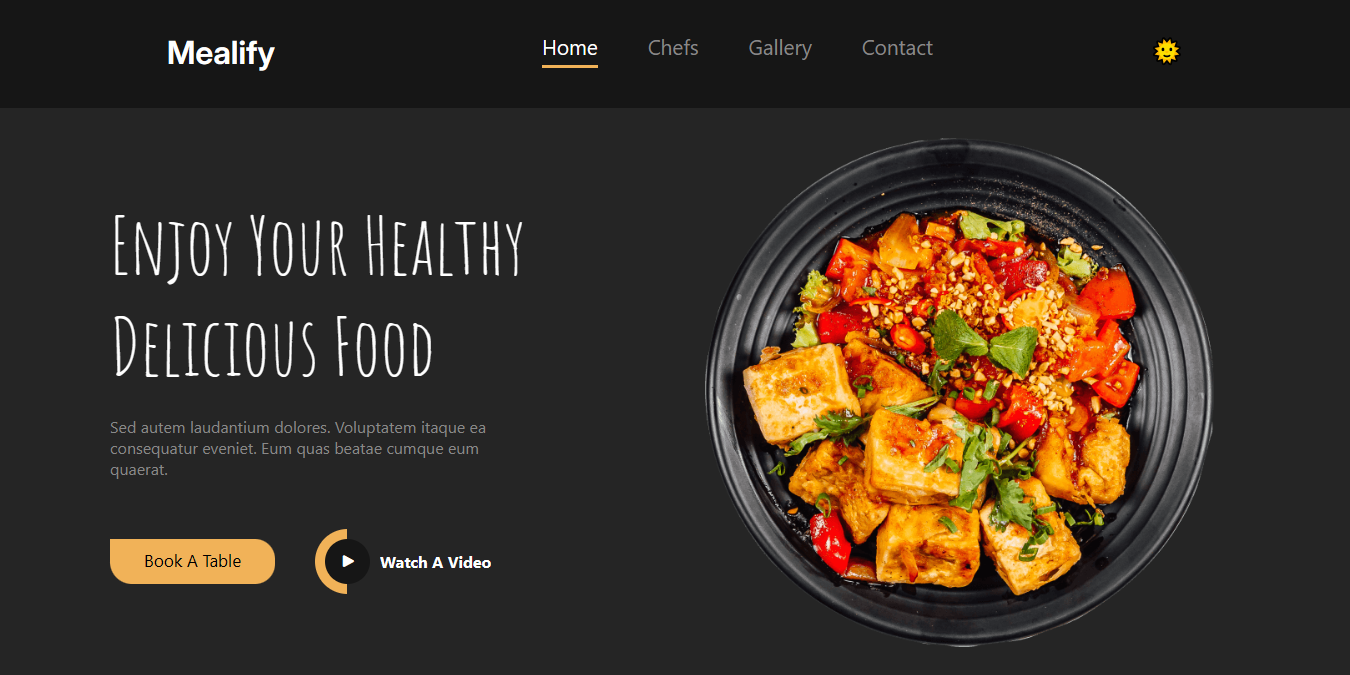 Mealify
Home
Chefs
Gallery
Contact
Enjoy Your Healthy
Delicious Food
Sed autem laudantium dolores. Voluptatem itaque ea
consequatur eveniet. Eum quas beatae cumque eum
quaerat.
Book A Table
Watch A Video